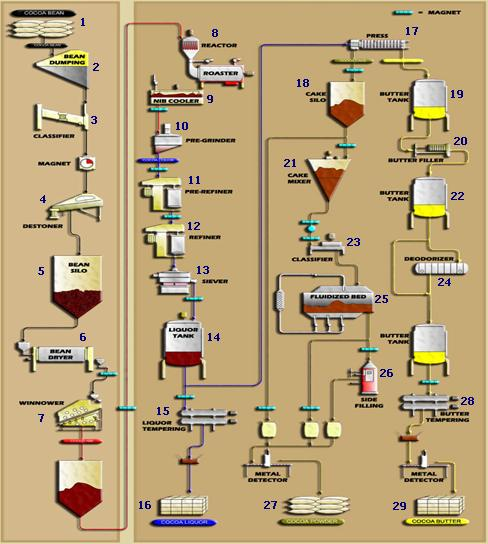 COCOA BEAN
1
COCOA BEAN
BEAN
DUMPING
2
3
CLASSIFIER
MAGNET
4
DESTONER
5
BEAN
SILO
6
BEAN
DRYER
WINNOWER
7
8
REACTOR
ROASTER
NIB COOLER
9
10
PRE-GRINDER
11
PRE-REFINER
12
REFINER
13
SIEVER
LIQUOR
TANK
14
15
LIQUOR
TEMPERING
16
COCOA LIQUOR
= MAGNET
17
PRESS
18
CAKE
SILO
21
CAKE
MIXER
23
CLASSIFIER
FLUIDIZED BED
25
26
SIDE
FILLING
METAL
DETECTOR
27
COCOA POWDER
BUTTER
TANK
19
20
BUTTER FILLER
BUTTER
TANK
22
DEODORIZER
24
BUTTER
TANK
28
BUTTER
TEMPERING
METAL
DETECTOR
29
COCOA BUTTER